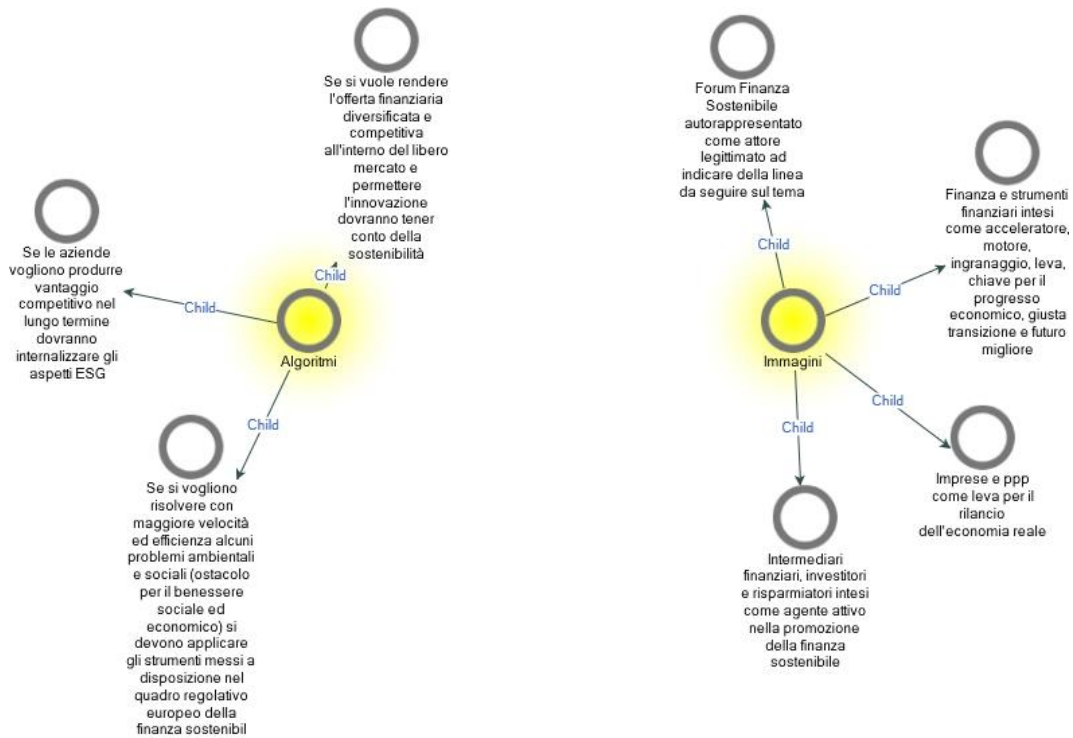 Se si vuole rendere
l'offerta finanziaria
diversificata e
competitiva
all'interno del libero
mercato e
permettere
l'innovazione
dovranno tener
conto della
sostenibilità
Child
Se le aziende
vogliono produrre
vantaggio
competitivo nel
lungo termine
dovranno
internalizzare gli
aspetti ESG
Child
Algoritmi
Child
Se si vogliono
risolvere con
maggiore velocità
ed efficienza alcuni
problemi ambientali
e sociali (ostacolo
per il benessere
sociale ed
economico) si
devono applicare
gli strumenti messi a
disposizione nel
quadro regolativo
europeo della
finanza sostenibil
Forum Finanza
Sostenibile
autorappresentato
come attore
legittimato ad
indicare della linea
da seguire sul tema
Child
Finanza e strumenti
finanziari intesi
come acceleratore,
motore,
ingranaggio, leva,
chiave per il
progresso
economico, giusta
transizione e futuro
migliore
Child
Immagini
Child
Imprese e ppp
come leva per il
rilancio
dell'economia reale
Child
Intermediari
finanziari, investitori
e risparmiatori intesi
come agente attivo
nella promozione
della finanza
sostenibile